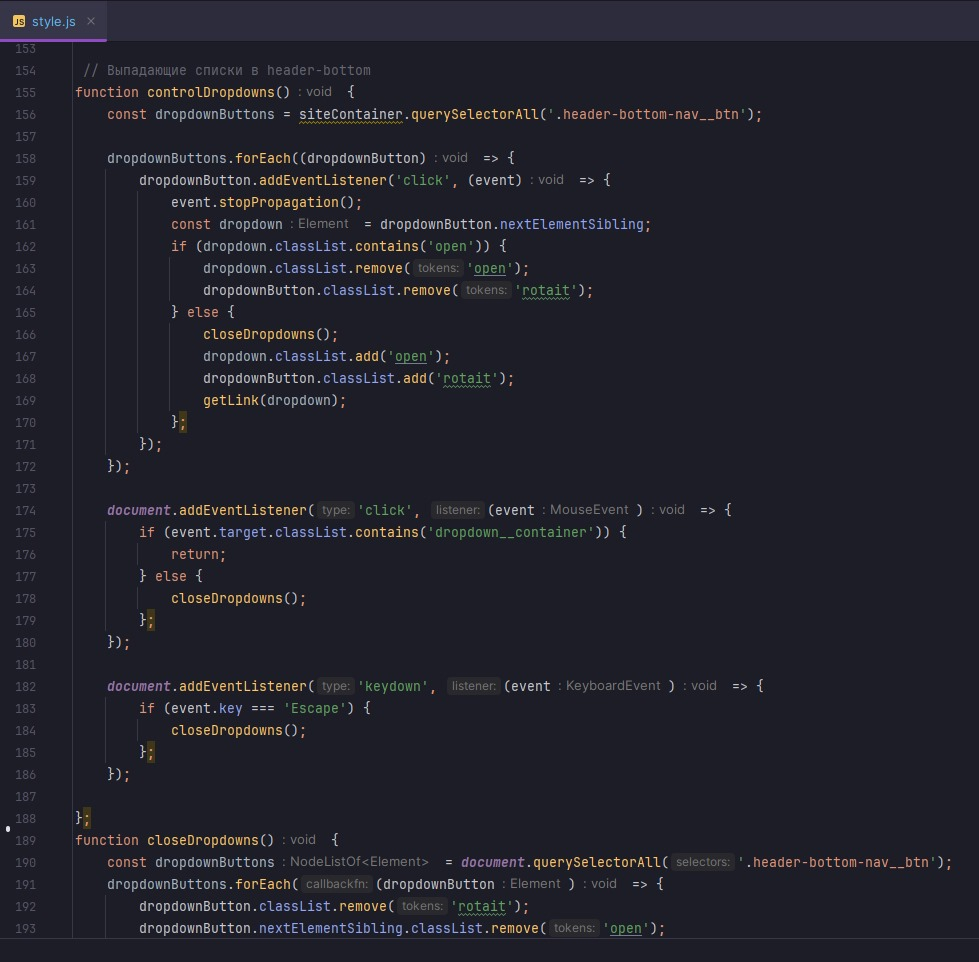 JS style.js ×
153
154 // Выпадающие списки в header-bottom
155 function controlDropdowns() : void {
156 const dropdownButtons = siteContainer.querySelectorAll('.header-bottom-nav__btn');
157
158 dropdownButtons.forEach((dropdownButton) : void => {
159 dropdownButton.addEventListener('click', (event) : void => {
160 event.stopPropagation();
161 const dropdown : Element = dropdownButton.nextElementSibling;
162 if (dropdown.classList.contains('open')) {
163 dropdown.classList.remove( tokens: 'open');
164 dropdownButton.classList.remove( tokens: 'rotait');
165 } else {
166 closeDropdowns();
167 dropdown.classList.add('open');
168 dropdownButton.classList.add('rotait');
169 getLink(dropdown);
170 };
171 });
172 });
173
174 document.addEventListener( type: 'click', listener: (event : MouseEvent ) : void => {
175 if (event.target.classList.contains('dropdown__container')) {
176 return;
177 } else {
178 closeDropdowns();
179 };
180 });
181
182 document.addEventListener( type: 'keydown', listener: (event : KeyboardEvent ) : void => {
183 if (event.key === 'Escape') {
184 closeDropdowns();
185 };
186 });
187
188 };
189 function closeDropdowns() : void {
190 const dropdownButtons : NodeListOf<Element> = document.querySelectorAll( selectors: '.header-bottom-nav__btn');
191 dropdownButtons.forEach( callbackfn: (dropdownButton : Element ) : void => {
192 dropdownButton.classList.remove( tokens: 'rotait');
193 dropdownButton.nextElementSibling.classList.remove( tokens: 'open');